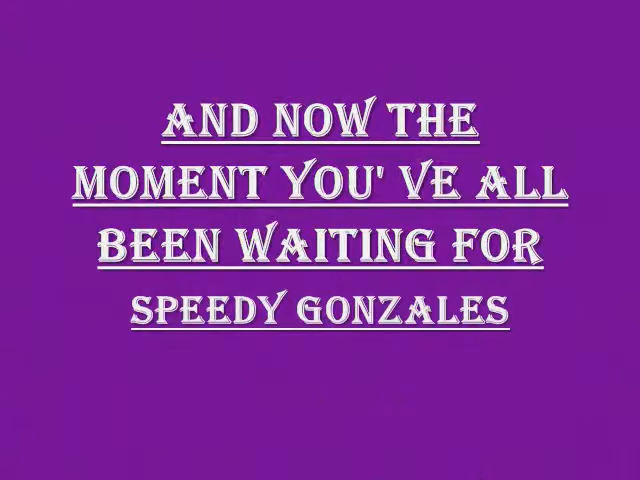 AND NOW THE
MOMENT YOU' VE ALL
BEEN WAITING FOR
SPEEDY GONZALES